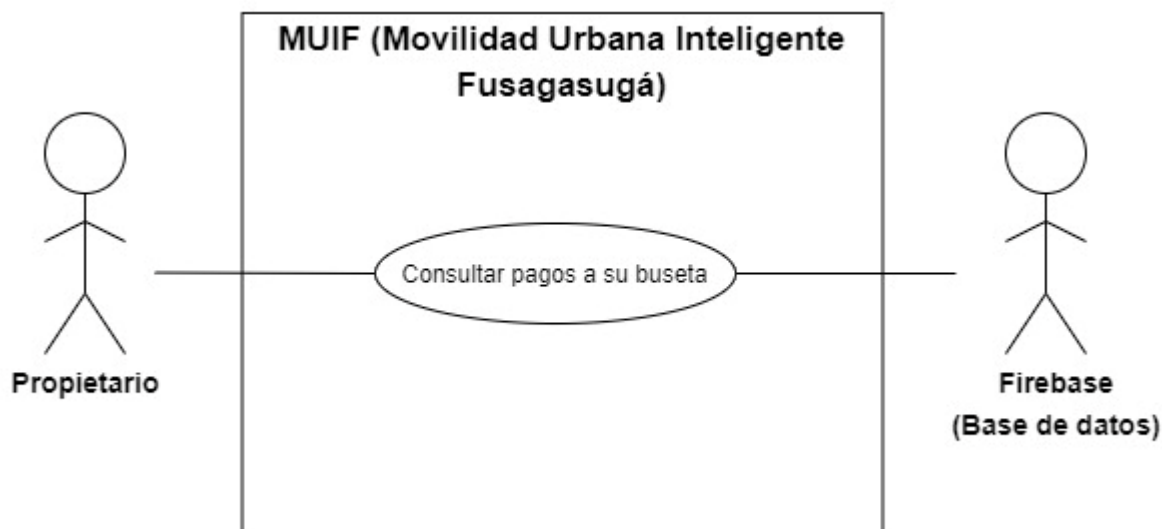 MUIF (Movilidad Urbana Inteligente
Fusagasugá)
Consultar pagos a su buseta
Propietario
Firebase
(Base de datos)